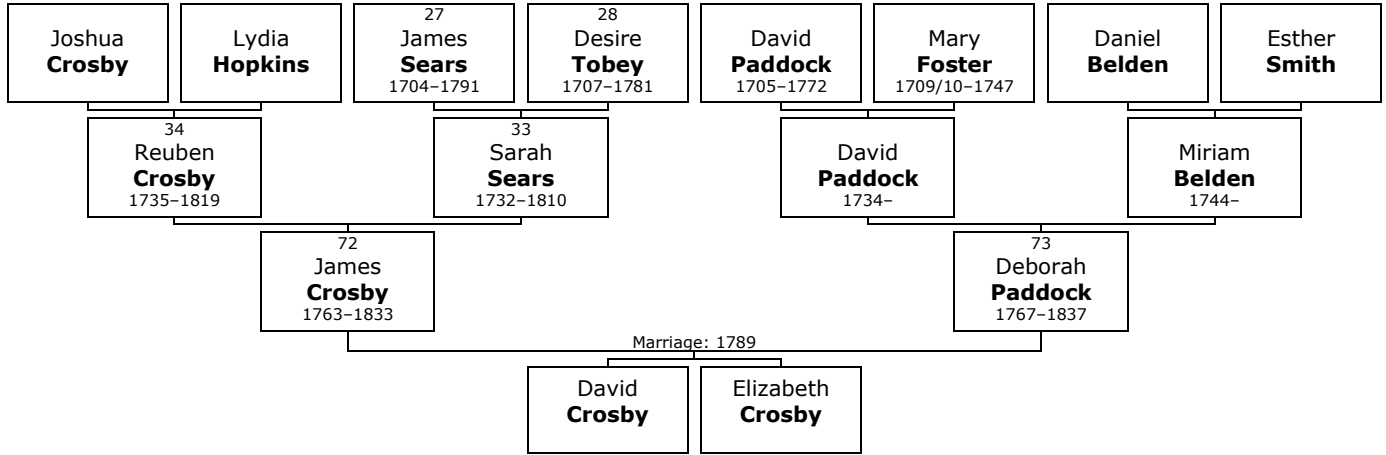 Joshua
Crosby
Lydia
Hopkins
27
James
Sears
1704–1791
28
Desire
Tobey
1707–1781
David
Paddock
1705–1772
Mary
Foster
1709/10–1747
Daniel
Belden
Esther
Smith
34
Reuben
Crosby
1735–1819
33
Sarah
Sears
1732–1810
David
Paddock
1734–
Miriam
Belden
1744–
72
James
Crosby
1763–1833
73
Deborah
Paddock
1767–1837
Marriage: 1789
David
Crosby
Elizabeth
Crosby